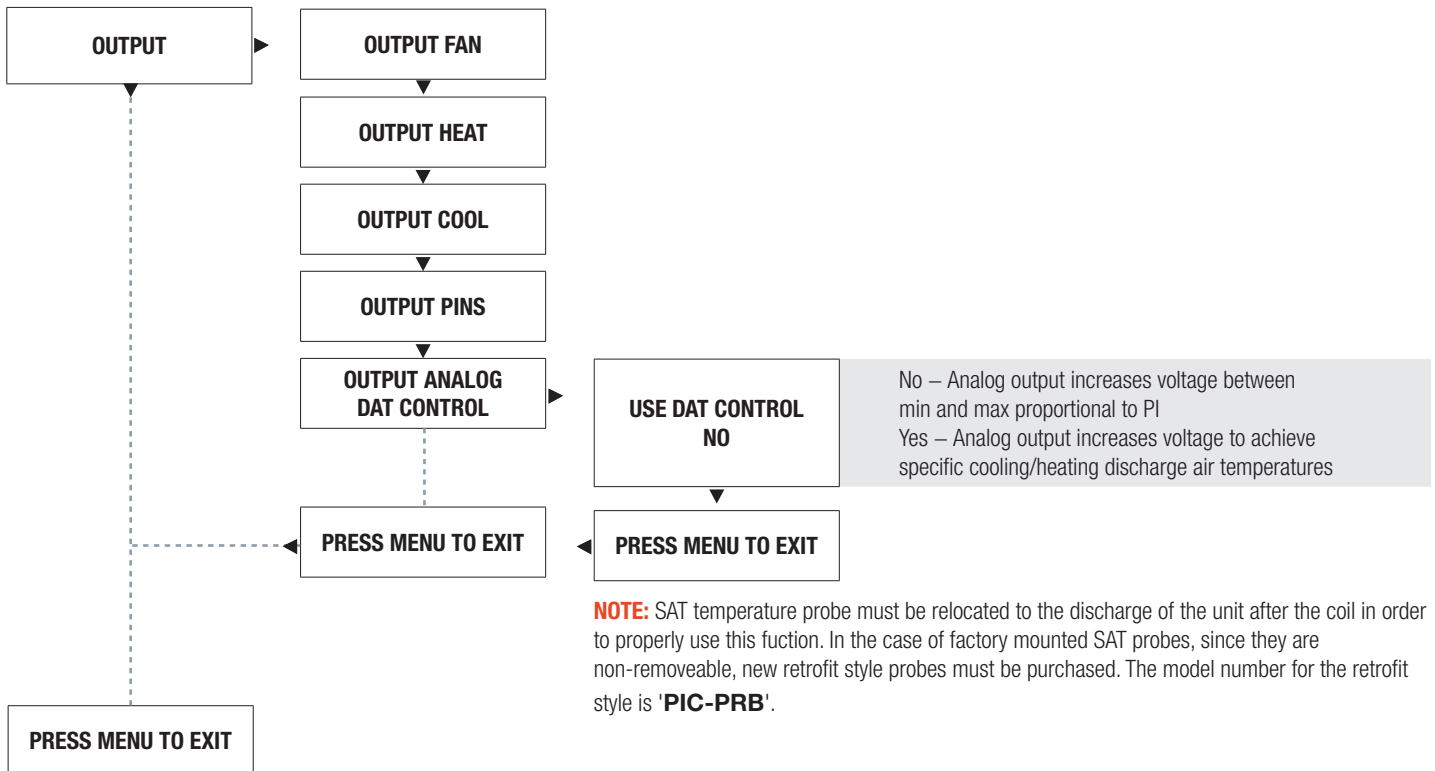 OUTPUT
OUTPUT FAN
OUTPUT HEAT
OUTPUT COOL
OUTPUT PINS
OUTPUT ANALOG
DAT CONTROL
USE DAT CONTROL
NO
No – Analog output increases voltage between
min and max proportional to PI
Yes – Analog output increases voltage to achieve
specific cooling/heating discharge air temperatures
PRESS MENU TO EXIT
PRESS MENU TO EXIT
NOTE: SAT temperature probe must be relocated to the discharge of the unit after the coil in order
to properly use this fuction. In the case of factory mounted SAT probes, since they are
non-removeable, new retrofit style probes must be purchased. The model number for the retrofit
style is 'PIC-PRB'.
PRESS MENU TO EXIT